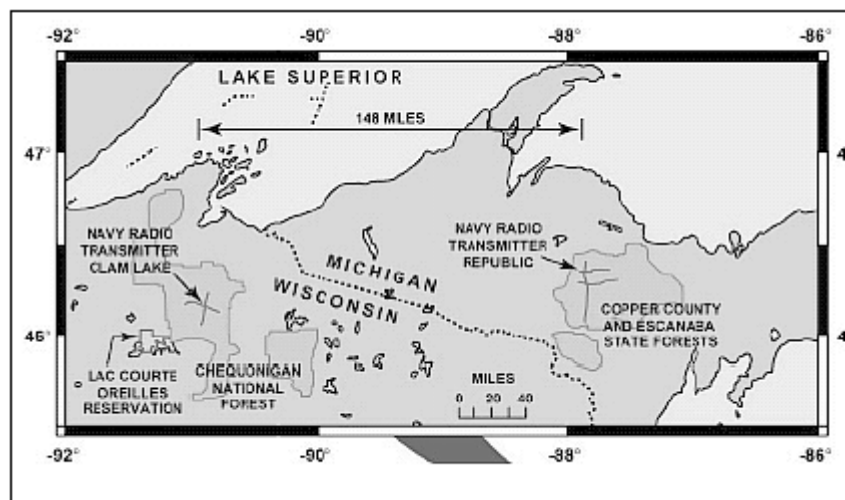 -92° -90° -88° -86°
LAKE SUPERIOR
148 MILES
47° 4
NAVY RADIO
TRANSMITTER
CLAM LAKE
NAVY RADIO
TRANSMITTER
REPUBLIC
MICHIGAN
WISCONSIN
46° 4
COPPER COUNTY
AND ESCANABA
STATE FORESTS
LAC COURTE
OREILLES
RESERVATION
CHEQUONIGAN
NATIONAL
FOREST
MILES
0 20 40
-92° -90° -88° -86°